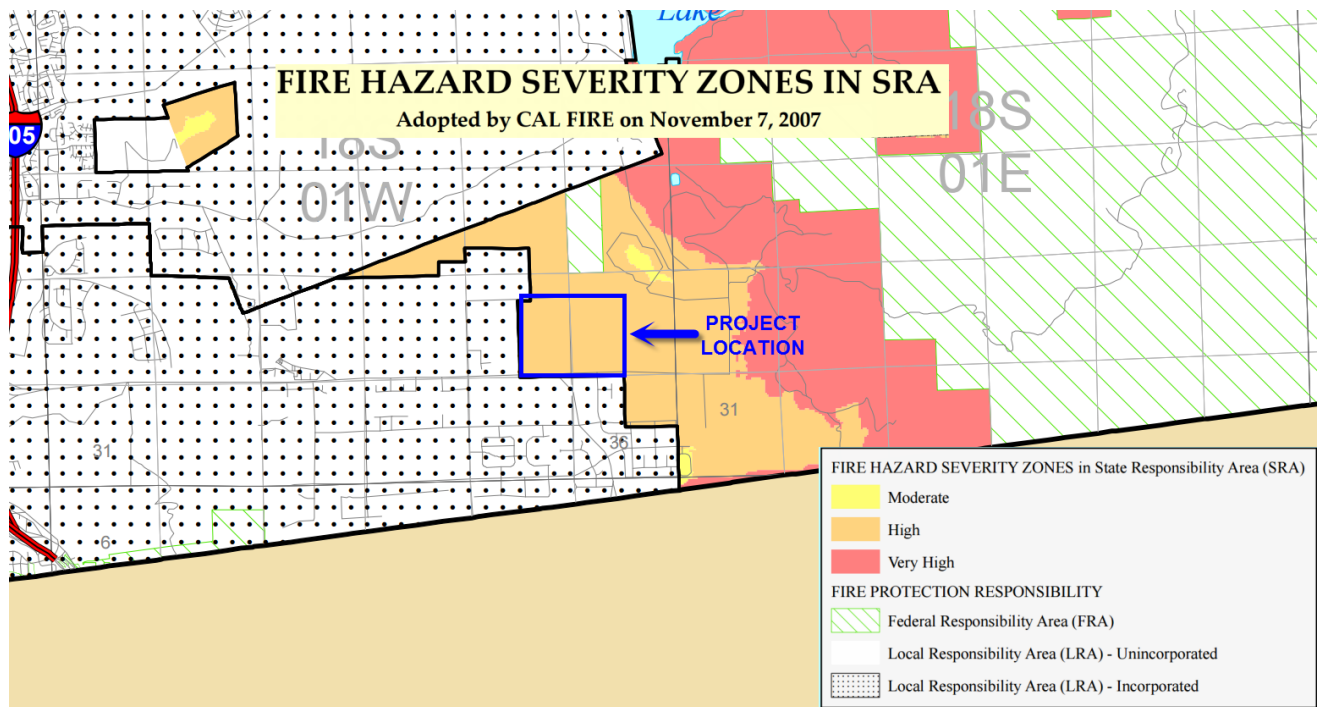 Lake
FIRE HAZARD SEVERITY ZONES IN SRA
Adopted by CAL FIRE on November 7, 2007
05
18S
01W
18S
01E
PROJECT
LOCATION
31
31
36
6
FIRE HAZARD SEVERITY ZONES in State Responsibility Area (SRA)
Moderate
High
Very High
FIRE PROTECTION RESPONSIBILITY
Federal Responsibility Area (FRA)
Local Responsibility Area (LRA) - Unincorporated
Local Responsibility Area (LRA) - Incorporated